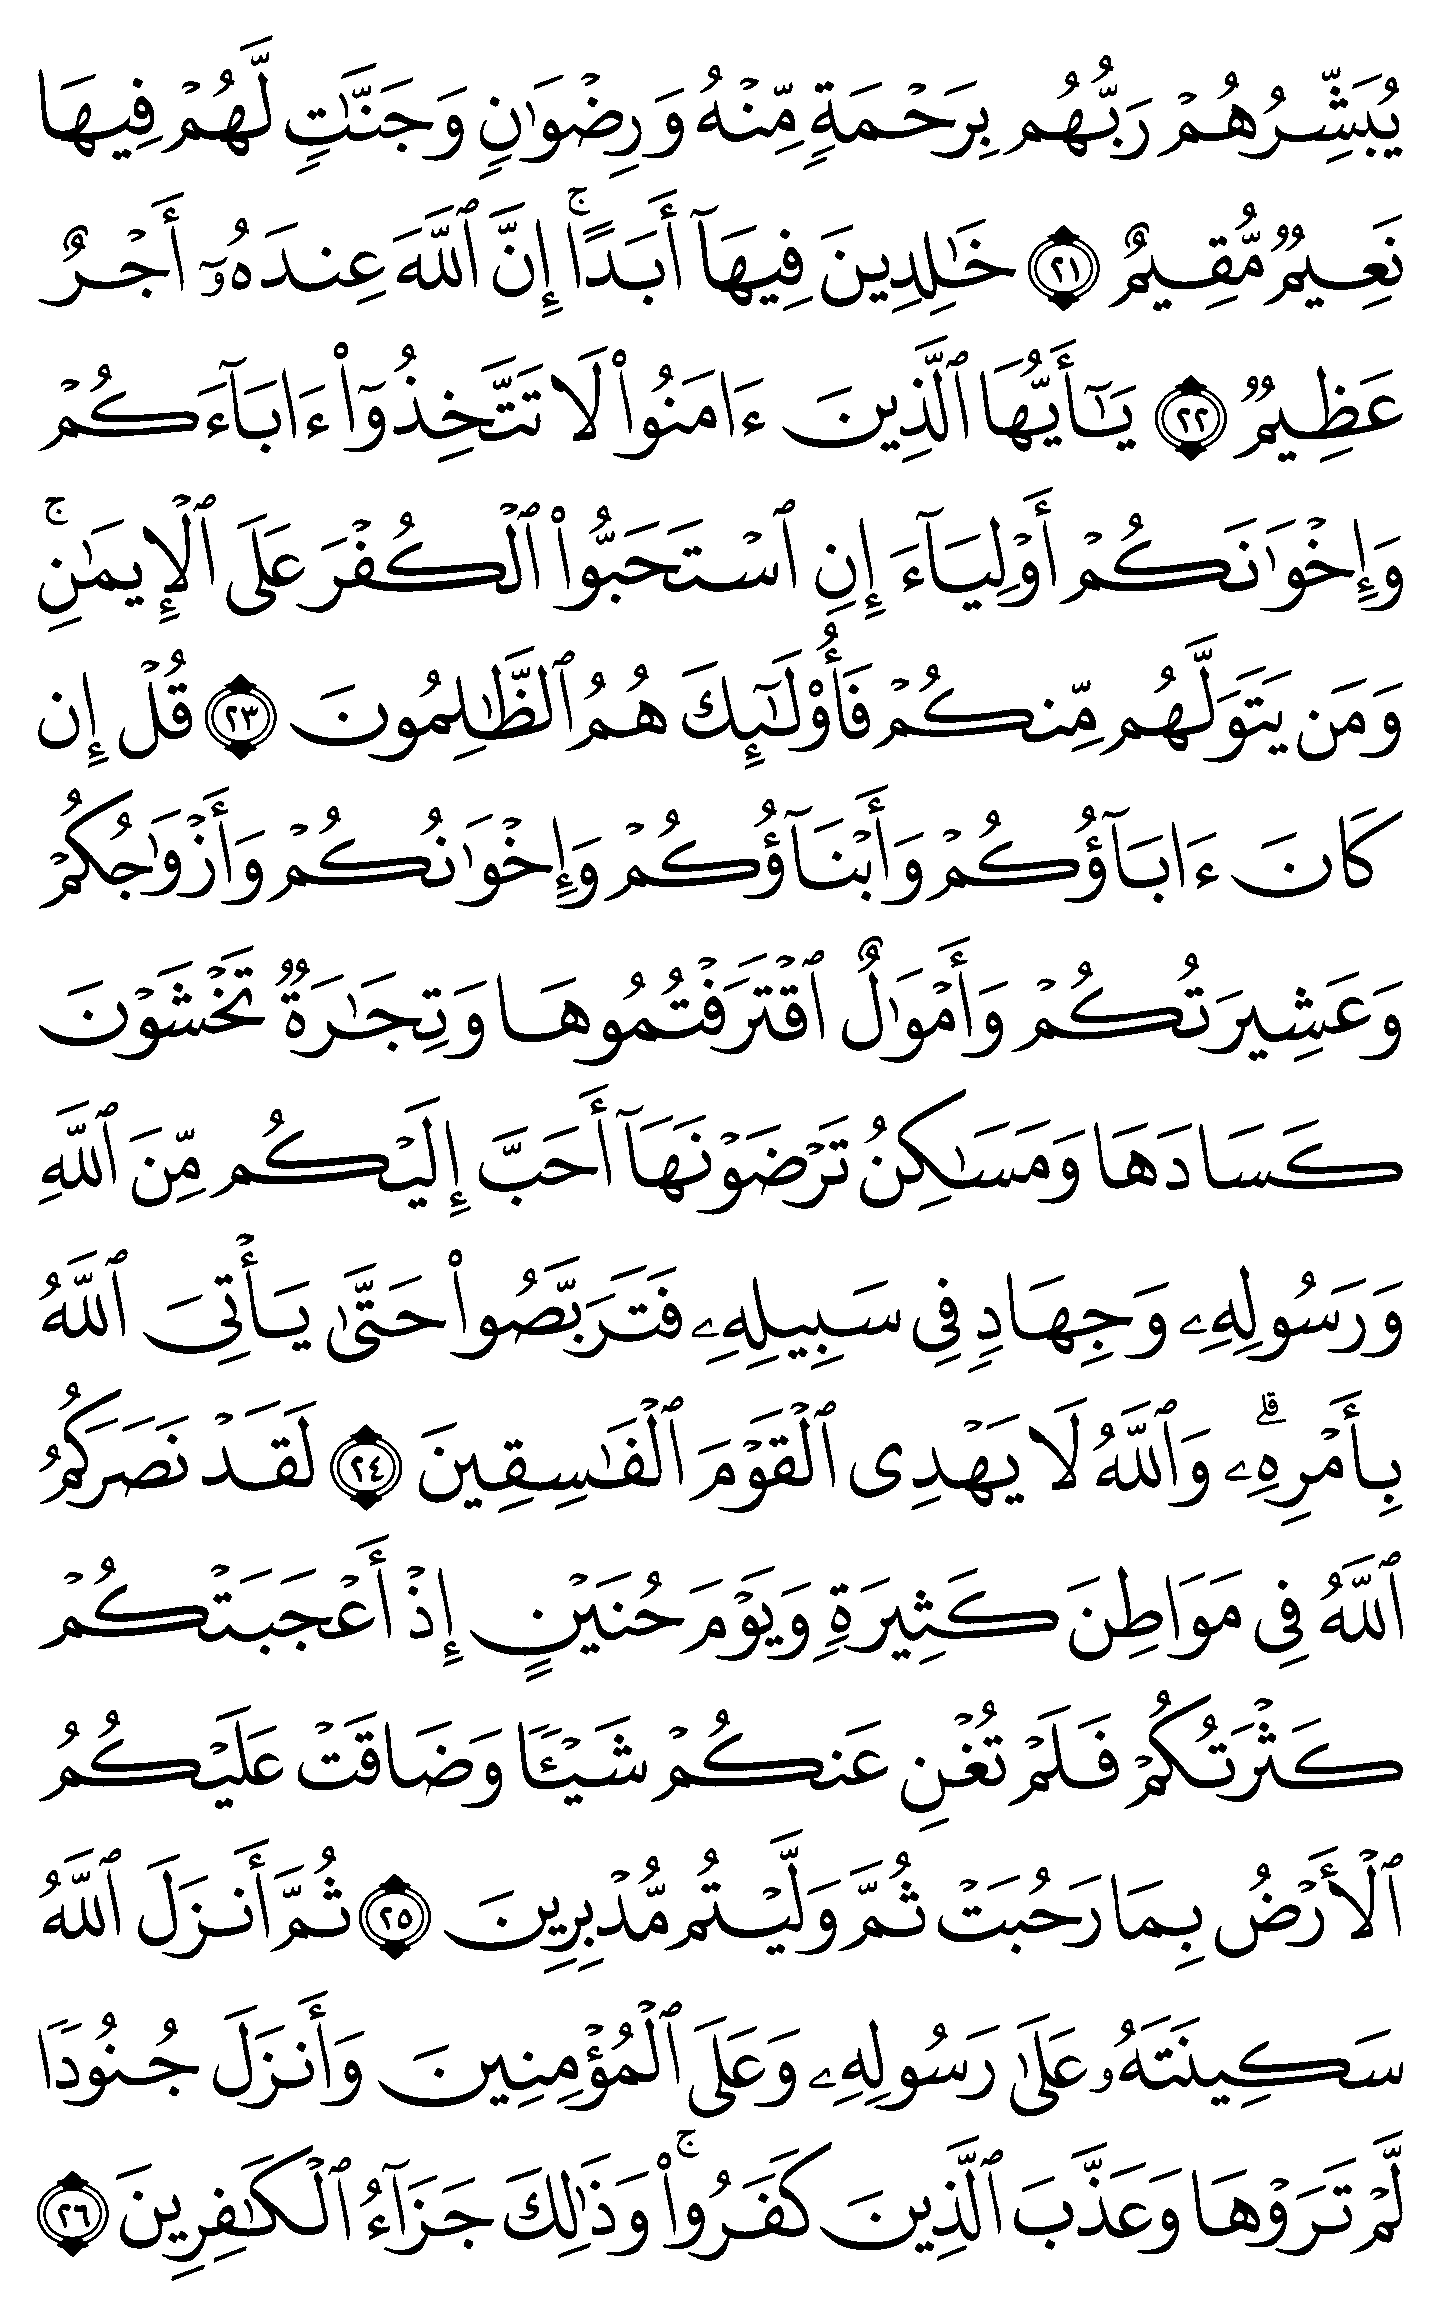 يُبَشِّرُهُمْ رَبُّهُم بِرَحْمَةٍ مِّنْهُ وَرِضْوَٰنٍ وَجَنَّـٰتٍ لَّهُمْ فِيهَا
نَعِيمٌ مُّقِيمٌ ﴿٢١﴾ خَـٰلِدِينَ فِيهَآ أَبَدًا ۚ إِنَّ ٱللَّهَ عِندَهُۥٓ أَجْرٌ
عَظِيمٌ ﴿٢٢﴾ يَـٰٓأَيُّهَا ٱلَّذِينَ ءَامَنُوا۟ لَا تَتَّخِذُوٓا۟ ءَابَآءَكُمْ
وَإِخْوَٰنَكُمْ أَوْلِيَآءَ إِنِ ٱسْتَحَبُّوا۟ ٱلْكُفْرَ عَلَى ٱلْإِيمَـٰنِ ۚ
وَمَن يَتَوَلَّهُم مِّنكُمْ فَأُو۟لَـٰٓئِكَ هُمُ ٱلظَّـٰلِمُونَ ﴿٢٣﴾ قُلْ إِن
كَانَ ءَابَآؤُكُمْ وَأَبْنَآؤُكُمْ وَإِخْوَٰنُكُمْ وَأَزْوَٰجُكُمْ
وَعَشِيرَتُكُمْ وَأَمْوَٰلٌ ٱقْتَرَفْتُمُوهَا وَتِجَـٰرَةٌ تَخْشَوْنَ
كَسَادَهَا وَمَسَـٰكِنُ تَرْضَوْنَهَآ أَحَبَّ إِلَيْكُم مِّنَ ٱللَّهِ
وَرَسُولِهِۦ وَجِهَادٍ فِى سَبِيلِهِۦ فَتَرَبَّصُوا۟ حَتَّىٰ يَأْتِىَ ٱللَّهُ
بِأَمْرِهِۦ ۗ وَٱللَّهُ لَا يَهْدِى ٱلْقَوْمَ ٱلْفَـٰسِقِينَ ﴿٢٤﴾ لَقَدْ نَصَرَكُمُ
ٱللَّهُ فِى مَوَاطِنَ كَثِيرَةٍ وَيَوْمَ حُنَيْنٍ إِذْ أَعْجَبَتْكُمْ
كَثْرَتُكُمْ فَلَمْ تُغْنِ عَنكُمْ شَيْـًٔا وَضَاقَتْ عَلَيْكُمُ
ٱلْأَرْضُ بِمَا رَحُبَتْ ثُمَّ وَلَّيْتُم مُّدْبِرِينَ ﴿٢٥﴾ ثُمَّ أَنزَلَ ٱللَّهُ
سَكِينَتَهُۥ عَلَىٰ رَسُولِهِۦ وَعَلَى ٱلْمُؤْمِنِينَ وَأَنزَلَ جُنُودًا
لَّمْ تَرَوْهَا وَعَذَّبَ ٱلَّذِينَ كَفَرُوا۟ ۚ وَذَٰلِكَ جَزَآءُ ٱلْكَـٰفِرِينَ ﴿٢٦﴾